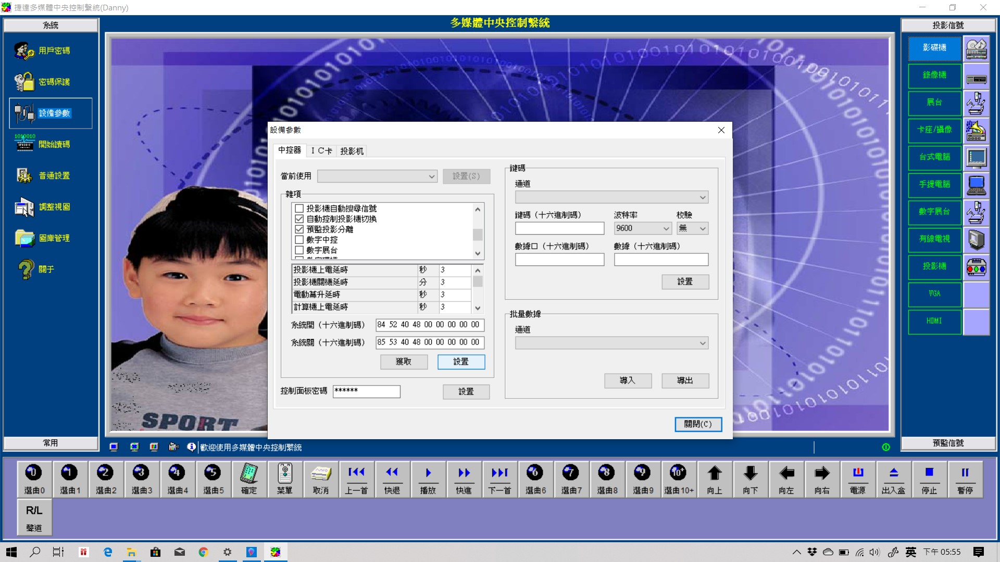 捷達多媒體中央控制繫統(Danny)
系統
用戶密碼
密碼保護
設備參數
開始讀碼
普通設置
調整視圖
圖庫管理
關于
常用
多媒體中央控制繫統
設備參數
中控器
ＩＣ卡
投影机
當前使用
設置(S)
雜項
投影機自動搜尋信號
自動控制投影機切換
預監投影分離
數字中控
數字展台
投影機上電延時 秒 3
投影機關機延時 分 3
電動幕升延時 秒 3
計算機上電延時 秒 3
系統開（十六進制碼） 84 52 40 48 00 00 00 00 00
系統關（十六進制碼） 85 53 40 48 00 00 00 00 00
獲取 設置
控制面板密碼 ****** 設置
鍵碼
通道
鍵碼（十六進制碼） 波特率 校驗
9600 無
數據口（十六進制碼） 數據（十六進制碼）
設置
批量數據
通道
導入 導出
關閉(C)
SPORT
投影信號
影碟機
錄像機
展台
卡座/攝像
台式電腦
手提電腦
數字展台
有線電視
投影機
VGA
HDMI
預監信號
歡迎使用多媒體中央控制繫統
選曲0 選曲1 選曲2 選曲3 選曲4 選曲5 確定 菜單 取消 上一首 快退 播放 快進 下一首 選曲6 選曲7 選曲8 選曲9 選曲10+ 向上 向下 向左 向右 電源 出入盒 停止 暫停
R/L
聲道
英 下午 05:55